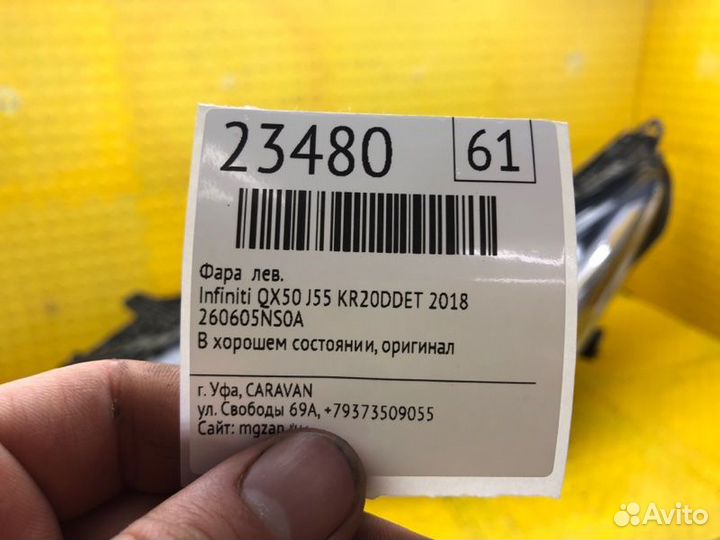 23480
61
Фара лев.
Infiniti QX50 J55 KR20DDET 2018
260605NS0A
В хорошем состоянии, оригинал
г. Уфа, CARAVAN
ул. Свободы 69А, +79373509055
Сайт: mgzap
Avito